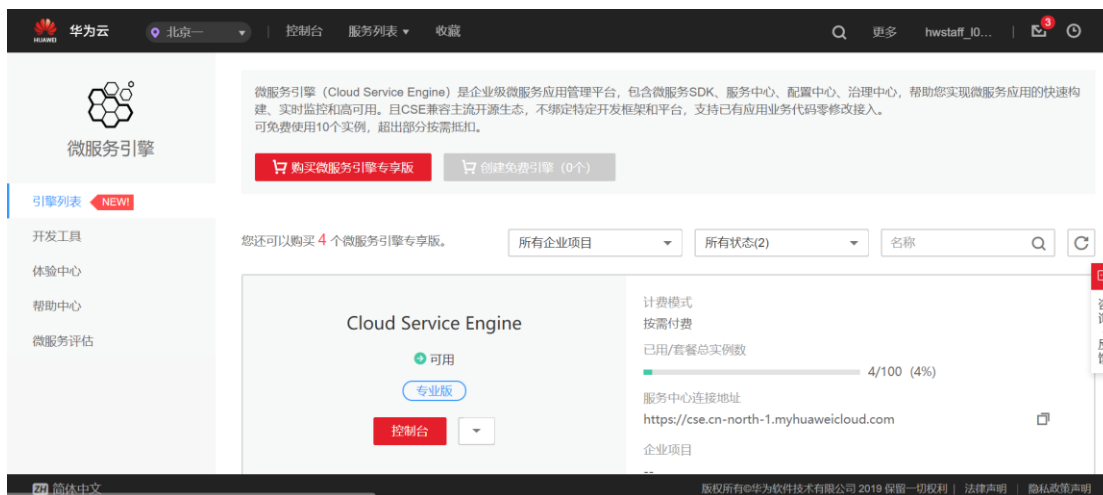 HUAWEI 华为云 北京一 控制台 服务列表 收藏 更多 hwstaff_l0... 3
微服务引擎
引擎列表 NEW!
开发工具
体验中心
帮助中心
微服务评估
微服务引擎（Cloud Service Engine）是企业级微服务应用管理平台，包含微服务SDK、服务中心、配置中心、治理中心，帮助您实现微服务应用的快速构
建、实时监控和高可用。且CSE兼容主流开源生态，不绑定特定开发框架和平台，支持已有应用业务代码零修改接入。
可免费使用10个实例，超出部分按需抵扣。
购买微服务引擎专享版 创建免费引擎（0个）
您还可以购买 4 个微服务引擎专享版。 所有企业项目 所有状态(2) 名称
Cloud Service Engine
可用
专业版
控制台
计费模式
按需付费
已用/套餐总实例数
4/100 (4%)
服务中心连接地址
https://cse.cn-north-1.myhuaweicloud.com
企业项目
--
ZH 简体中文 版权所有©华为软件技术有限公司 2019 保留一切权利 | 法律声明 | 隐私政策声明